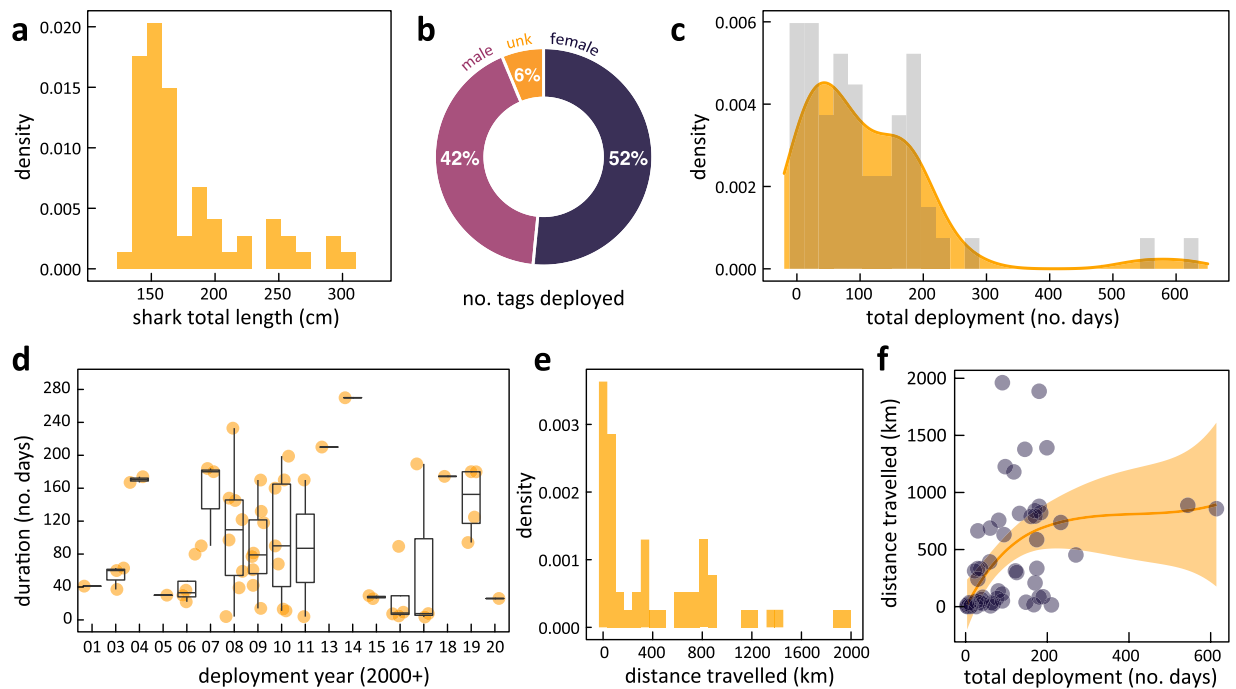 a
0.020
0.015
0.010
0.005
0.000
density
150 200 250 300
shark total length (cm)
b
male unk female
6%
42% 52%
no. tags deployed
c
0.006
0.004
0.002
0.000
density
0 100 200 300 400 500 600
total deployment (no. days)
d
280
240
200
160
120
80
40
0
duration (no. days)
01 03 04 05 06 07 08 09 10 11 12 13 14 15 16 17 18 19 20
deployment year (2000+)
e
0.003
0.002
0.001
0.000
density
0 400 800 1200 1600 2000
distance travelled (km)
f
2000
1500
1000
500
0
distance travelled (km)
0 200 400 600
total deployment (no. days)